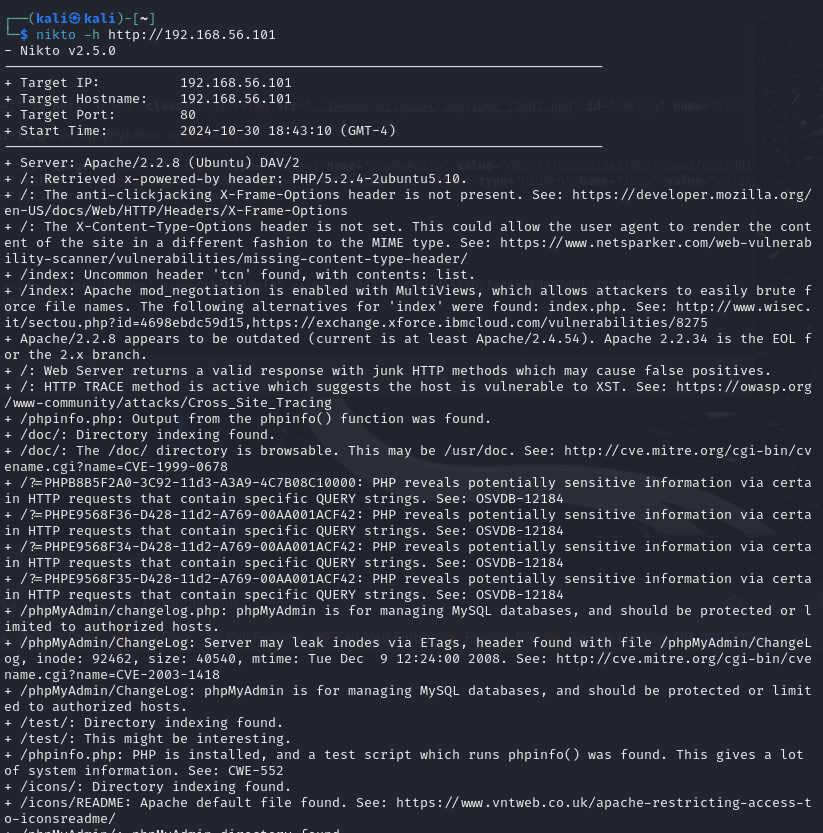 (kali㉿kali)-[~]
$ nikto -h http://192.168.56.101
- Nikto v2.5.0
---------------------------------------------------------------------------
+ Target IP:          192.168.56.101
+ Target Hostname:    192.168.56.101
+ Target Port:        80
+ Start Time:         2024-10-30 18:43:10 (GMT-4)
---------------------------------------------------------------------------
+ Server: Apache/2.2.8 (Ubuntu) DAV/2
+ /: Retrieved x-powered-by header: PHP/5.2.4-2ubuntu5.10.
+ /: The anti-clickjacking X-Frame-Options header is not present. See: https://developer.mozilla.org/
en-US/docs/Web/HTTP/Headers/X-Frame-Options
+ /: The X-Content-Type-Options header is not set. This could allow the user agent to render the cont
ent of the site in a different fashion to the MIME type. See: https://www.netsparker.com/web-vulnerab
ility-scanner/vulnerabilities/missing-content-type-header/
+ /index: Uncommon header 'tcn' found, with contents: list.
+ /index: Apache mod_negotiation is enabled with MultiViews, which allows attackers to easily brute f
orce file names. The following alternatives for 'index' were found: index.php. See: http://www.wisec.
it/sectou.php?id=4698ebdc59d15,https://exchange.xforce.ibmcloud.com/vulnerabilities/8275
+ Apache/2.2.8 appears to be outdated (current is at least Apache/2.4.54). Apache 2.2.34 is the EOL f
or the 2.x branch.
+ /: Web Server returns a valid response with junk HTTP methods which may cause false positives.
+ /: HTTP TRACE method is active which suggests the host is vulnerable to XST. See: https://owasp.org
/www-community/attacks/Cross_Site_Tracing
+ /phpinfo.php: Output from the phpinfo() function was found.
+ /doc/: Directory indexing found.
+ /doc/: The /doc/ directory is browsable. This may be /usr/doc. See: http://cve.mitre.org/cgi-bin/cv
ename.cgi?name=CVE-1999-0678
+ /?=PHPB8B5F2A0-3C92-11d3-A3A9-4C7B08C10000: PHP reveals potentially sensitive information via certa
in HTTP requests that contain specific QUERY strings. See: OSVDB-12184
+ /?=PHPE9568F36-D428-11d2-A769-00AA001ACF42: PHP reveals potentially sensitive information via certa
in HTTP requests that contain specific QUERY strings. See: OSVDB-12184
+ /?=PHPE9568F34-D428-11d2-A769-00AA001ACF42: PHP reveals potentially sensitive information via certa
in HTTP requests that contain specific QUERY strings. See: OSVDB-12184
+ /?=PHPE9568F35-D428-11d2-A769-00AA001ACF42: PHP reveals potentially sensitive information via certa
in HTTP requests that contain specific QUERY strings. See: OSVDB-12184
+ /phpMyAdmin/changelog.php: phpMyAdmin is for managing MySQL databases, and should be protected or l
imited to authorized hosts.
+ /phpMyAdmin/ChangeLog: Server may leak inodes via ETags, header found with file /phpMyAdmin/ChangeL
og, inode: 92462, size: 40540, mtime: Tue Dec  9 12:24:00 2008. See: http://cve.mitre.org/cgi-bin/cve
name.cgi?name=CVE-2003-1418
+ /phpMyAdmin/ChangeLog: phpMyAdmin is for managing MySQL databases, and should be protected or limit
ed to authorized hosts.
+ /test/: Directory indexing found.
+ /test/: This might be interesting.
+ /phpinfo.php: PHP is installed, and a test script which runs phpinfo() was found. This gives a lot
of system information. See: CWE-552
+ /icons/: Directory indexing found.
+ /icons/README: Apache default file found. See: https://www.vntweb.co.uk/apache-restricting-access-t
o-iconsreadme/
+ /phpMyAdmin/: phpMyAdmin directory found